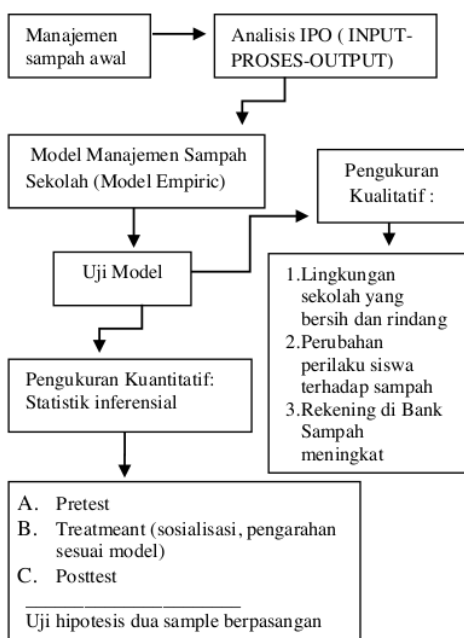 Manajemen
sampah awal
Analisis IPO ( INPUT-
PROSES-OUTPUT)
Model Manajemen Sampah
Sekolah (Model Empiric)
Pengukuran
Kualitatif :
Uji Model
1.Lingkungan
sekolah yang
bersih dan rindang
2.Perubahan
perilaku siswa
terhadap sampah
3.Rekening di Bank
Sampah
meningkat
Pengukuran Kuantitatif:
Statistik inferensial
A. Pretest
B. Treatmeant (sosialisasi, pengarahan
sesuai model)
C. Posttest
Uji hipotesis dua sample berpasangan